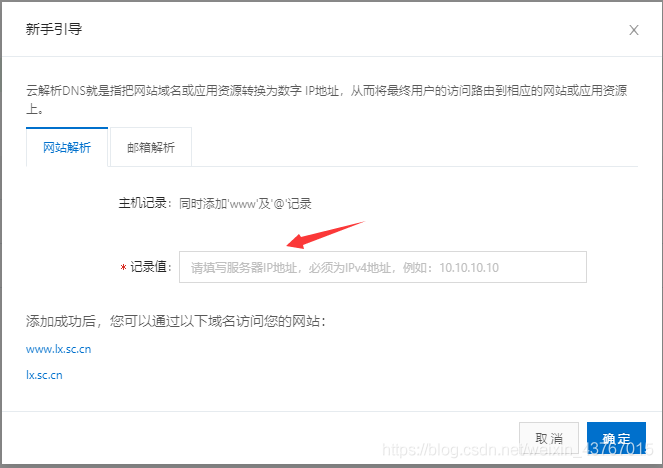 新手引导
云解析DNS就是指把网站域名或应用资源转换为数字 IP地址，从而将最终用户的访问路由到相应的网站或应用资源
上。
网站解析 邮箱解析
主机记录：同时添加'www'及'@'记录
* 记录值： 请填写服务器IP地址，必须为IPv4地址，例如：10.10.10.10
添加成功后，您可以通过以下域名访问您的网站：
www.lx.sc.cn
lx.sc.cn
取消 确定
https://blog.csdn.net/weixin_43767015